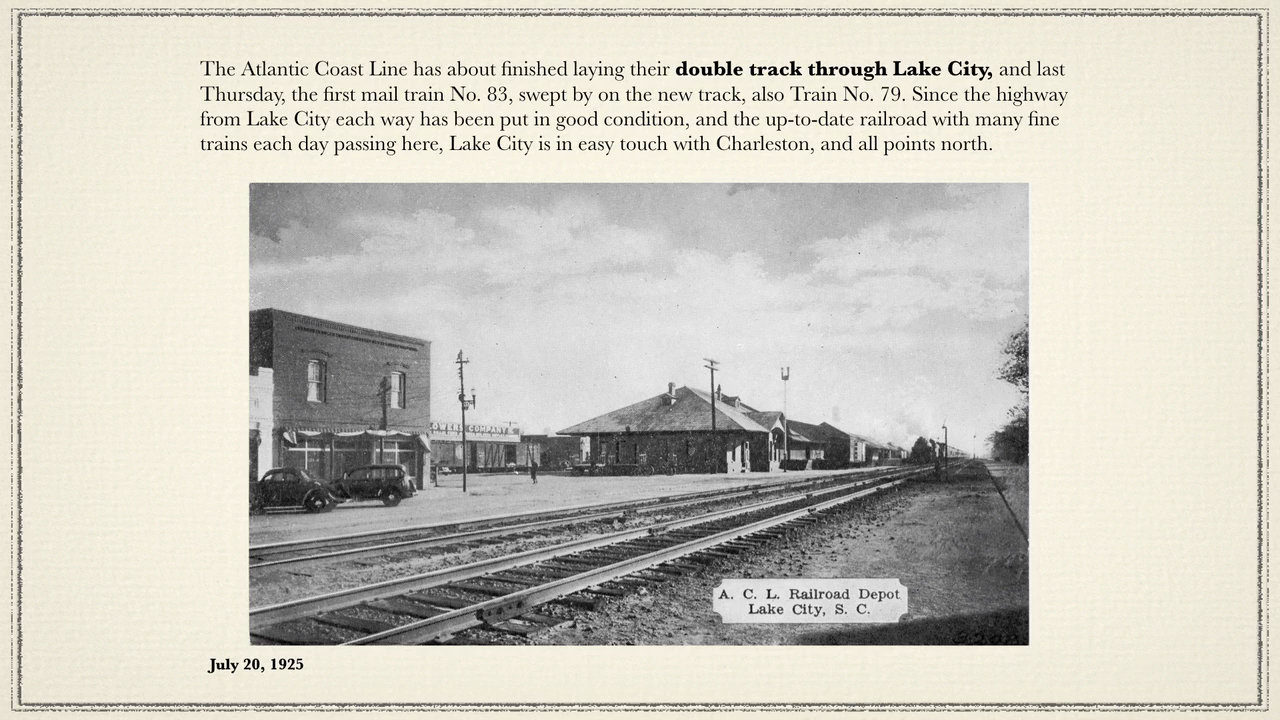 The Atlantic Coast Line has about finished laying their double track through Lake City, and last
Thursday, the first mail train No. 83, swept by on the new track, also Train No. 79. Since the highway
from Lake City each way has been put in good condition, and the up-to-date railroad with many fine
trains each day passing here, Lake City is in easy touch with Charleston, and all points north.
COMPANY
A. C. L. Railroad Depot
Lake City, S. C.
July 20, 1925